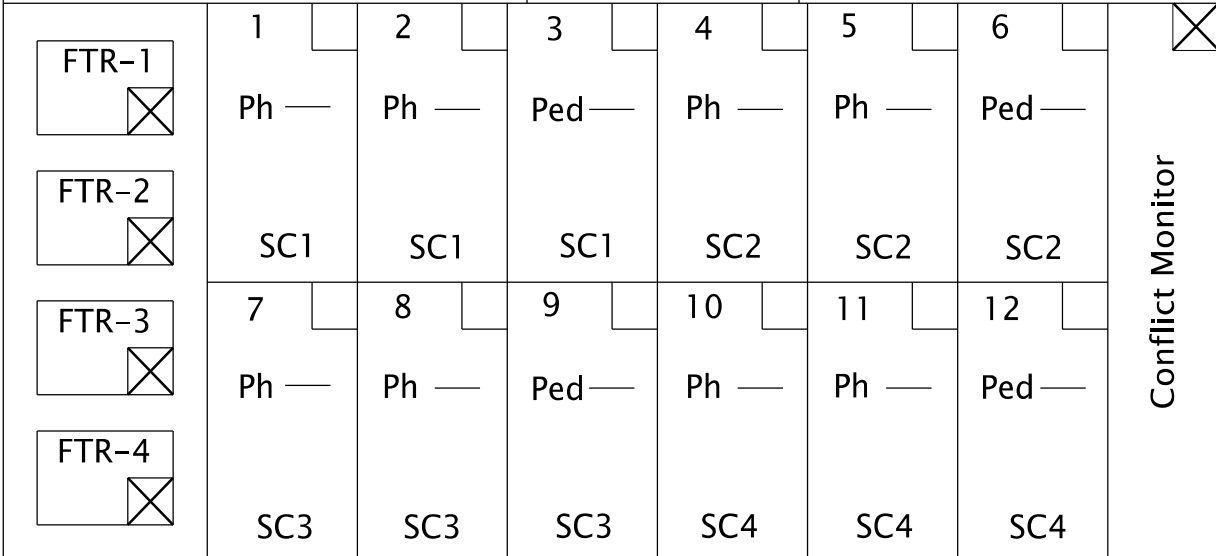 FTR-1
FTR-2
FTR-3
FTR-4
1 2 3 4 5 6
Ph — Ph — Ped — Ph — Ph — Ped —
SC1 SC1 SC1 SC2 SC2 SC2
7 8 9 10 11 12
Ph — Ph — Ped — Ph — Ph — Ped —
SC3 SC3 SC3 SC4 SC4 SC4
Conflict Monitor